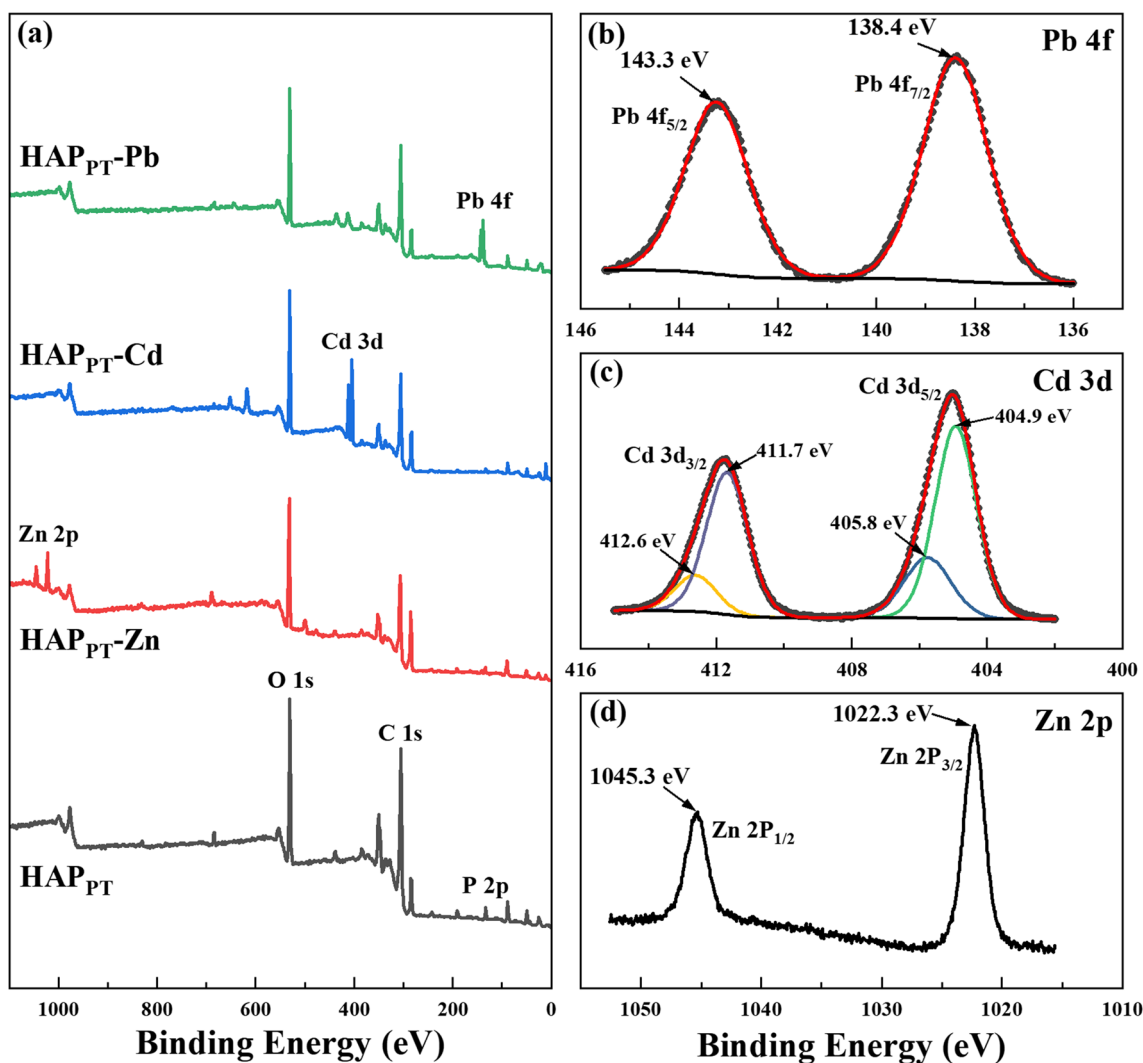 (a)
HAPPT-Pb
Pb 4f
HAPPT-Cd
Cd 3d
Zn 2p
HAPPT-Zn
O 1s
C 1s
HAPPT
P 2p
1000 800 600 400 200 0
Binding Energy (eV)
(b)
Pb 4f
143.3 eV
138.4 eV
Pb 4f5/2
Pb 4f7/2
146 144 142 140 138 136
(c)
Cd 3d
Cd 3d5/2
404.9 eV
Cd 3d3/2
411.7 eV
405.8 eV
412.6 eV
416 412 408 404 400
(d)
Zn 2p
1022.3 eV
Zn 2P3/2
1045.3 eV
Zn 2P1/2
1050 1040 1030 1020 1010
Binding Energy (eV)